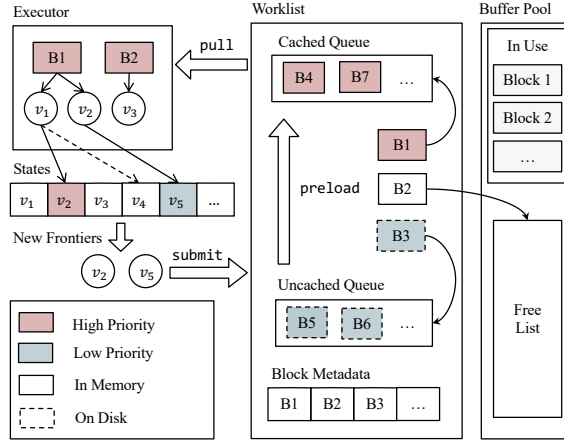 Executor
B1 B2
v1 v2 v3
pull
States
v1 v2 v3 v4 v5 ...
New Frontiers
v2 v5
submit
High Priority
Low Priority
In Memory
On Disk
Worklist
Cached Queue
B4 B7 ...
B1
preload
B2
B3
Uncached Queue
B5 B6 ...
Block Metadata
B1 B2 B3 ...
Buffer Pool
In Use
Block 1
Block 2
...
Free
List